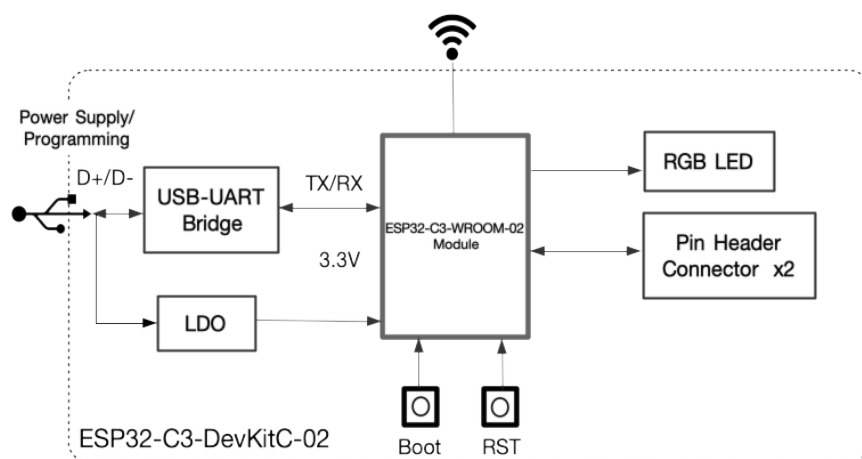 Power Supply/
Programming
D+/D-
USB-UART
Bridge
TX/RX
3.3V
LDO
ESP32-C3-WROOM-02
Module
RGB LED
Pin Header
Connector x2
Boot
RST
ESP32-C3-DevKitC-02